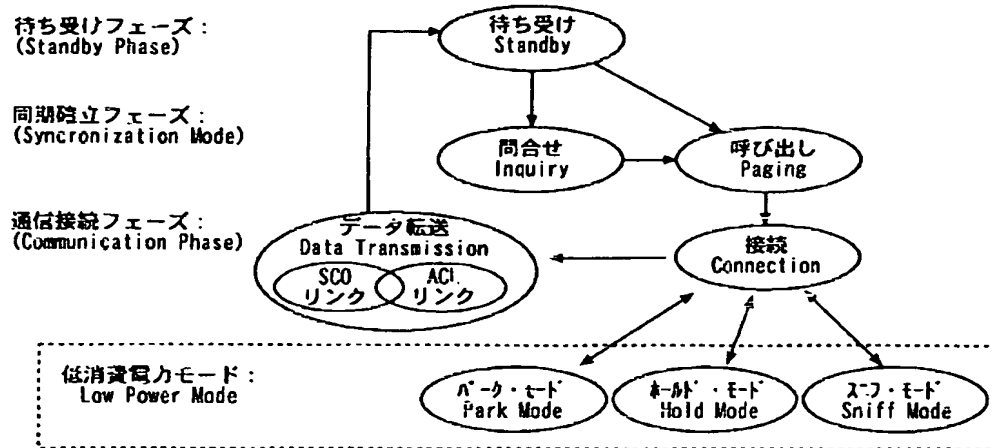 待ち受けフェーズ：
(Standby Phase)
待ち受け
Standby
同期確立フェーズ：
(Syncronization Mode)
問合せ
Inquiry
呼び出し
Paging
通信接続フェーズ：
(Communication Phase)
データ転送
Data Transmission
SCO
リンク
ACL
リンク
接続
Connection
低消費電力モード：
Low Power Mode
パーク・モード
Park Mode
ホールド・モード
Hold Mode
スニフ・モード
Sniff Mode